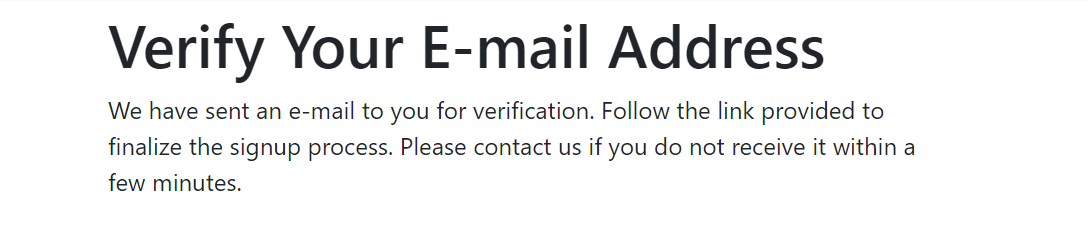 Verify Your E-mail Address
We have sent an e-mail to you for verification. Follow the link provided to
finalize the signup process. Please contact us if you do not receive it within a
few minutes.